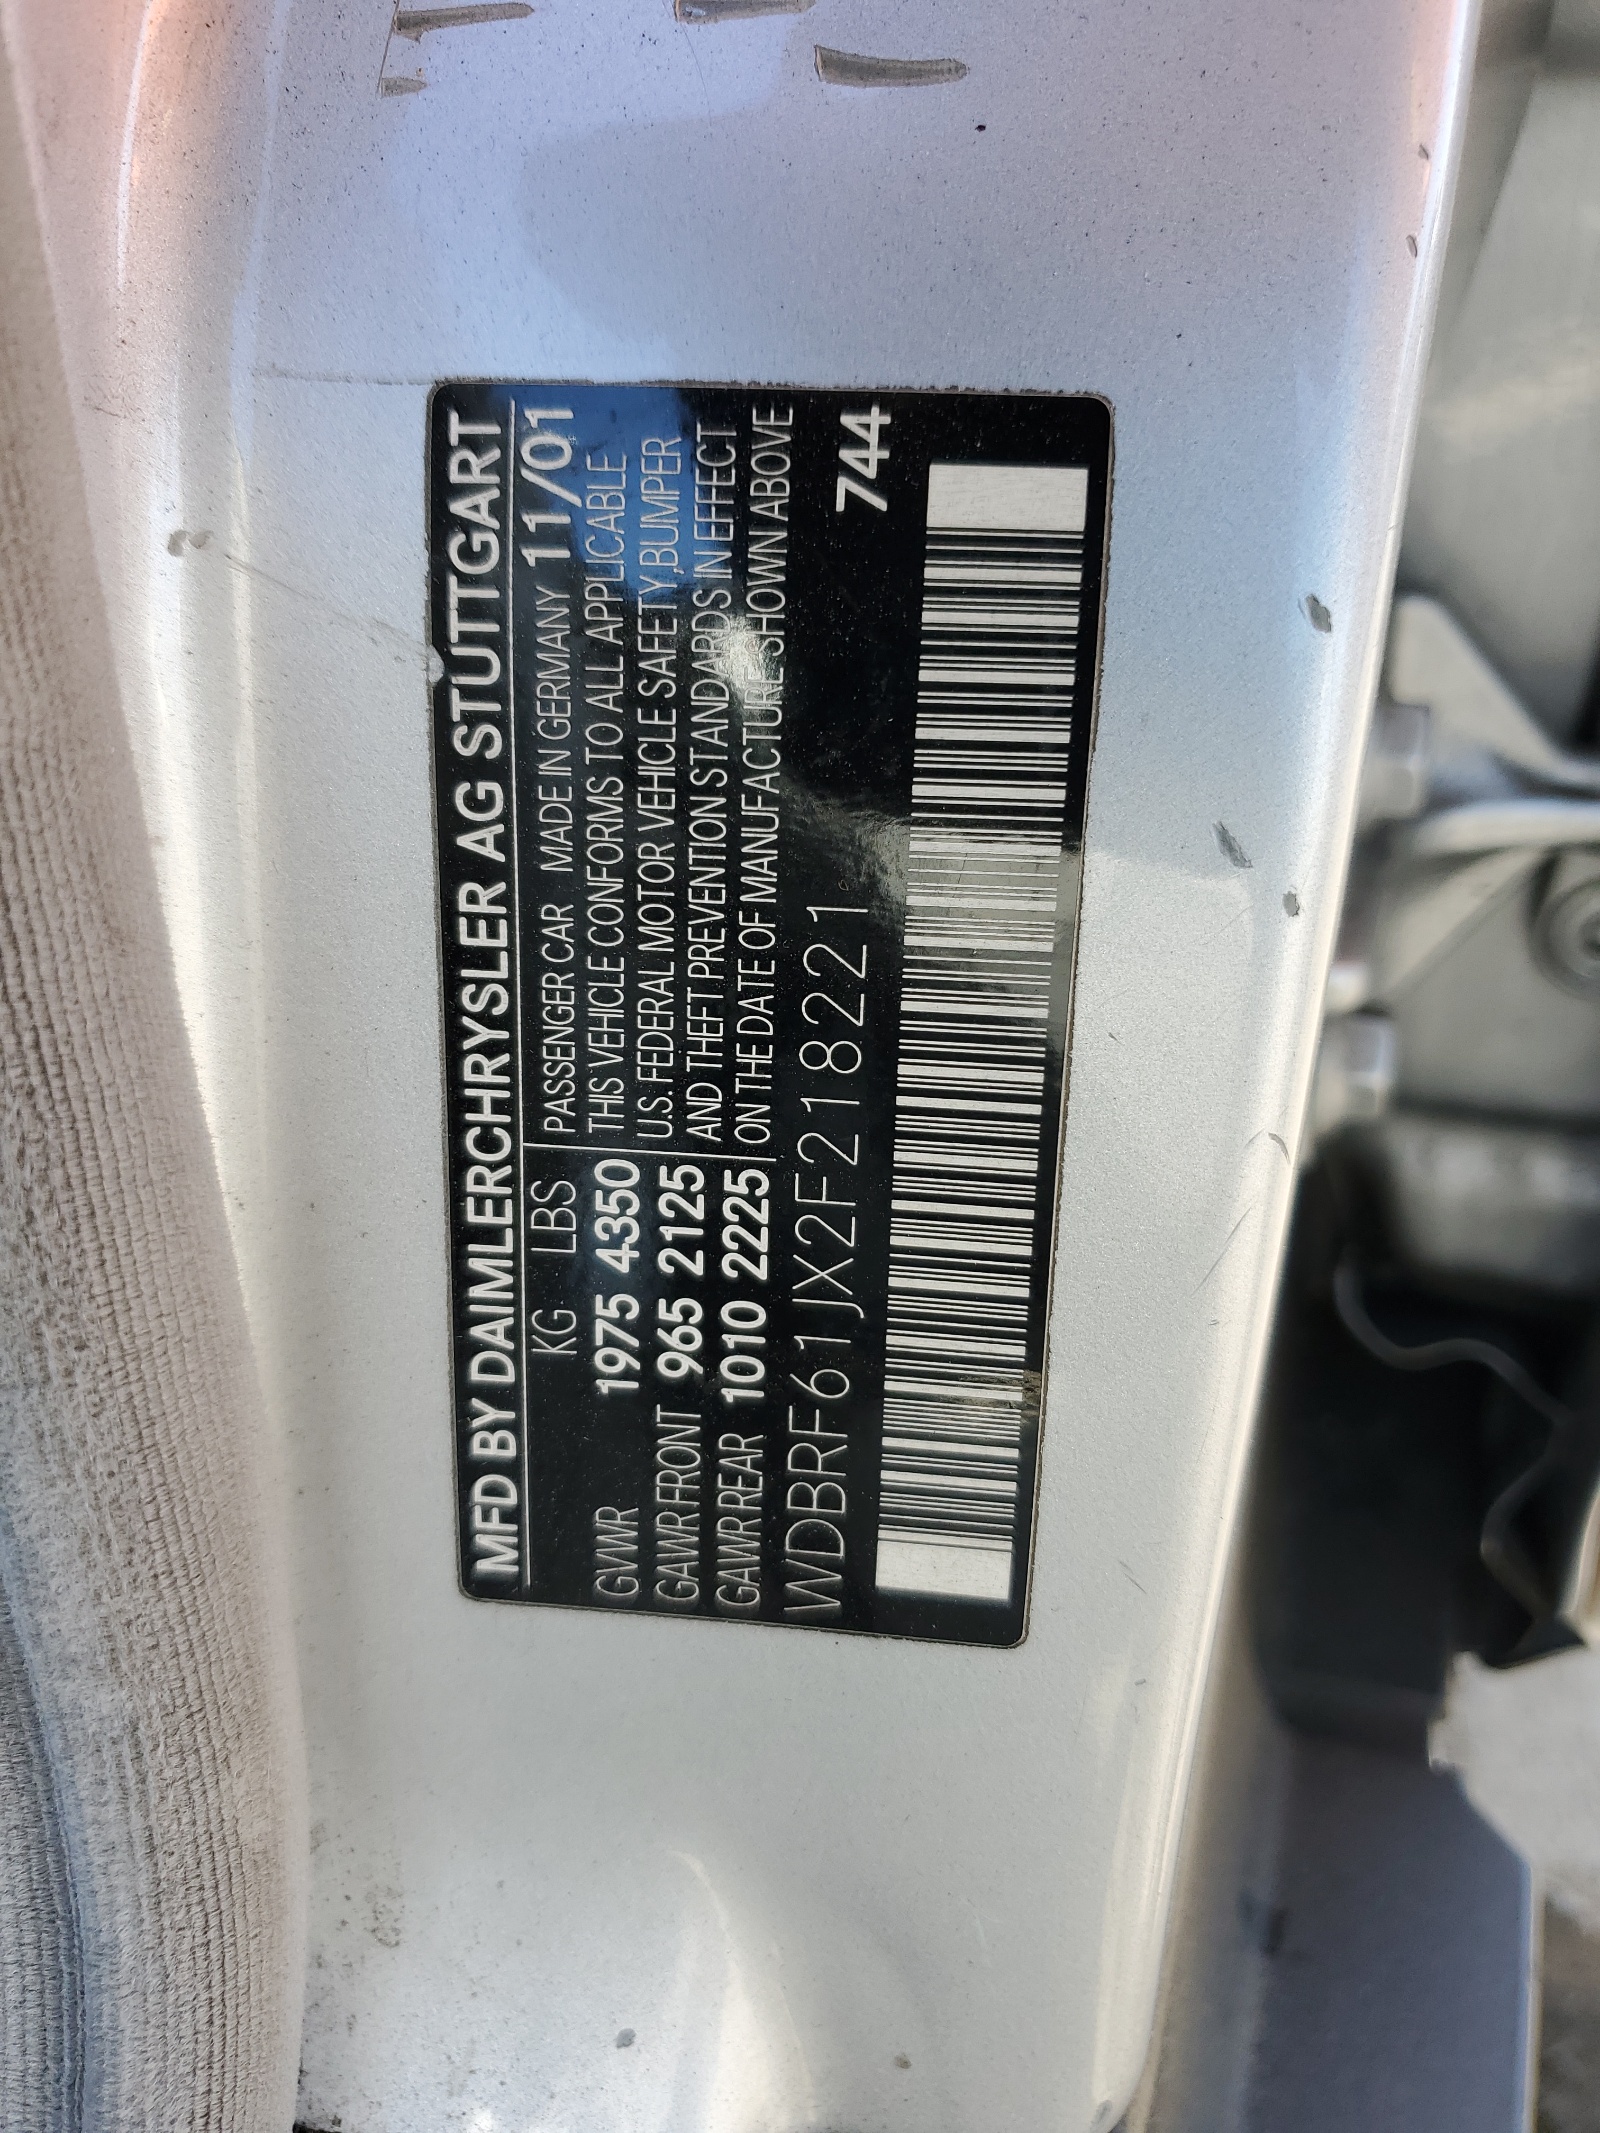 MFD BY DAIMLERCHRYSLER AG STUTTGART
KG LBS PASSENGER CAR MADE IN GERMANY 11/01
GVWR 1975 4350 THIS VEHICLE CONFORMS TO ALL APPLICABLE
GAWR FRONT 965 2125 U.S. FEDERAL MOTOR VEHICLE SAFETY,BUMPER
GAWR REAR 1010 2225 AND THEFT PREVENTION STANDARDS IN EFFECT
ON THE DATE OF MANUFACTURE SHOWN ABOVE
WDBRF61JX2F218221 744